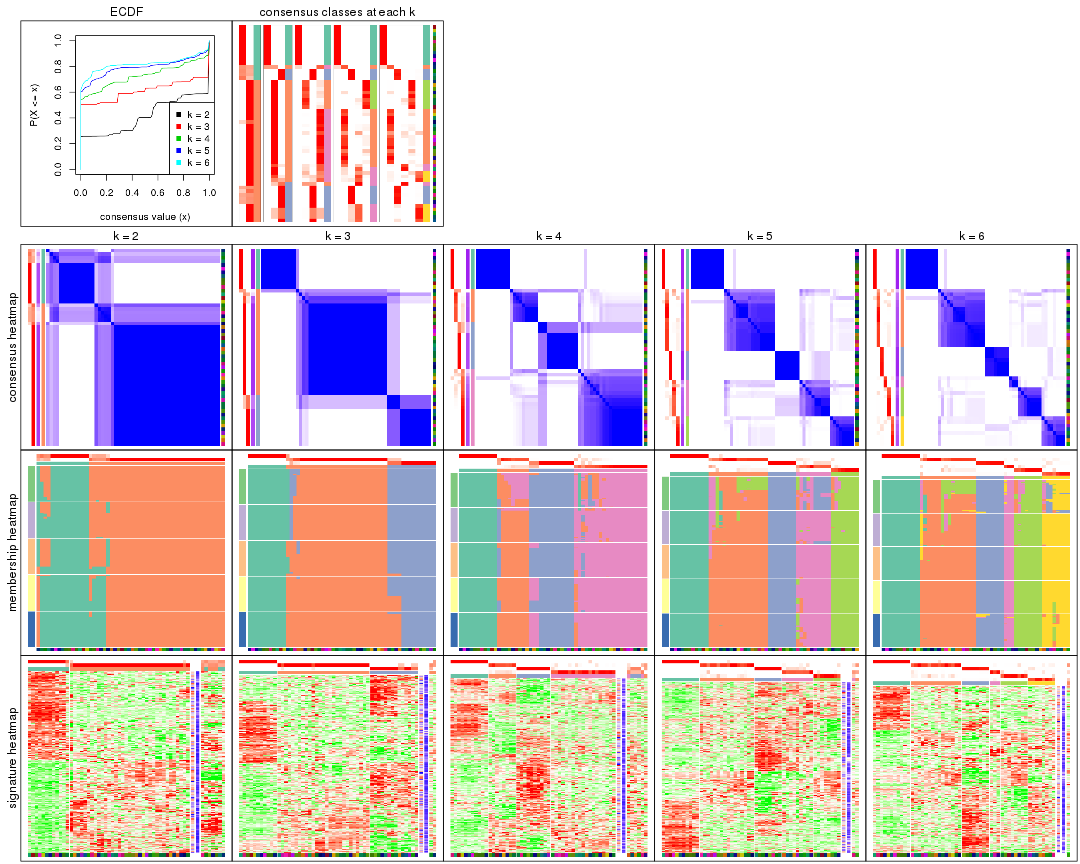 ECDF
consensus classes at each k
P(X <= x)
0.0 0.2 0.4 0.6 0.8 1.0
k = 2
k = 3
k = 4
k = 5
k = 6
0.0 0.2 0.4 0.6 0.8 1.0
consensus value (x)
k = 2
k = 3
k = 4
k = 5
k = 6
consensus heatmap
membership heatmap
signature heatmap